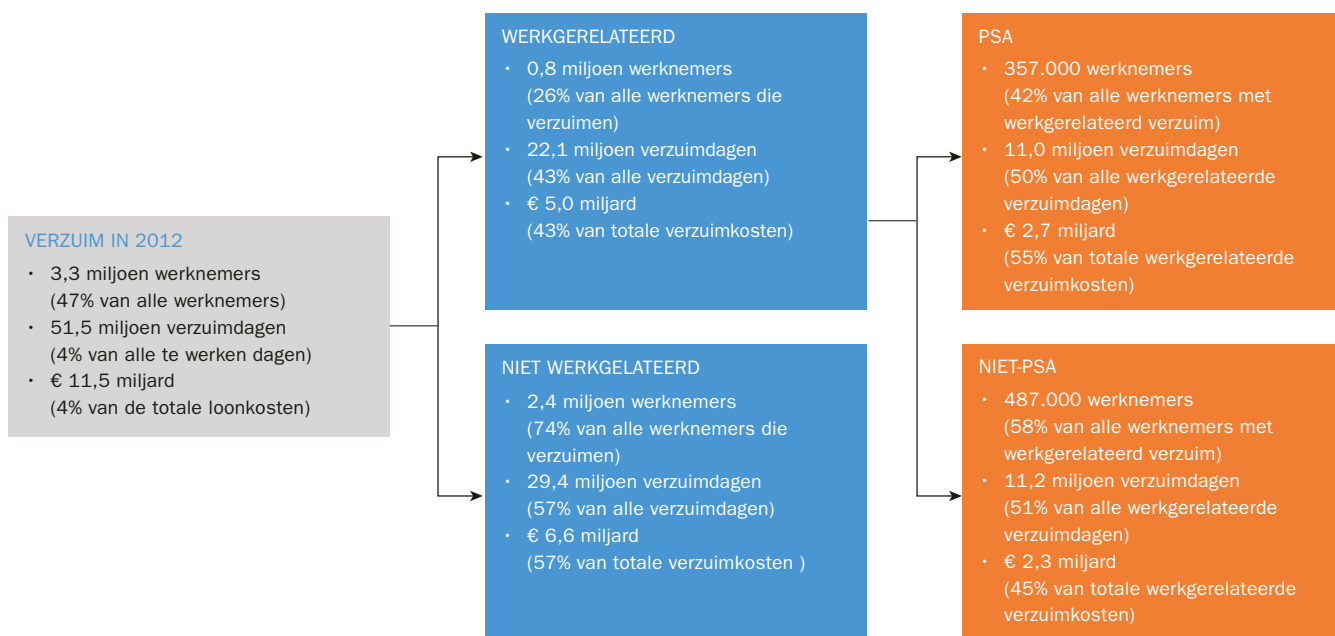 VERZUIM IN 2012
• 3,3 miljoen werknemers
(47% van alle werknemers)
• 51,5 miljoen verzuimdagen
(4% van alle te werken dagen)
• € 11,5 miljard
(4% van de totale loonkosten)
WERKGERELATEERD
• 0,8 miljoen werknemers
(26% van alle werknemers die
verzuimen)
• 22,1 miljoen verzuimdagen
(43% van alle verzuimdagen)
• € 5,0 miljard
(43% van totale verzuimkosten)
NIET WERKGELATEERD
• 2,4 miljoen werknemers
(74% van alle werknemers die
verzuimen)
• 29,4 miljoen verzuimdagen
(57% van alle verzuimdagen)
• € 6,6 miljard
(57% van totale verzuimkosten )
PSA
• 357.000 werknemers
(42% van alle werknemers met
werkgerelateerd verzuim)
• 11,0 miljoen verzuimdagen
(50% van alle werkgerelateerde
verzuimdagen)
• € 2,7 miljard
(55% van totale werkgerelateerde
verzuimkosten)
NIET-PSA
• 487.000 werknemers
(58% van alle werknemers met
werkgerelateerd verzuim)
• 11,2 miljoen verzuimdagen
(51% van alle werkgerelateerde
verzuimdagen)
• € 2,3 miljard
(45% van totale werkgerelateerde
verzuimkosten)